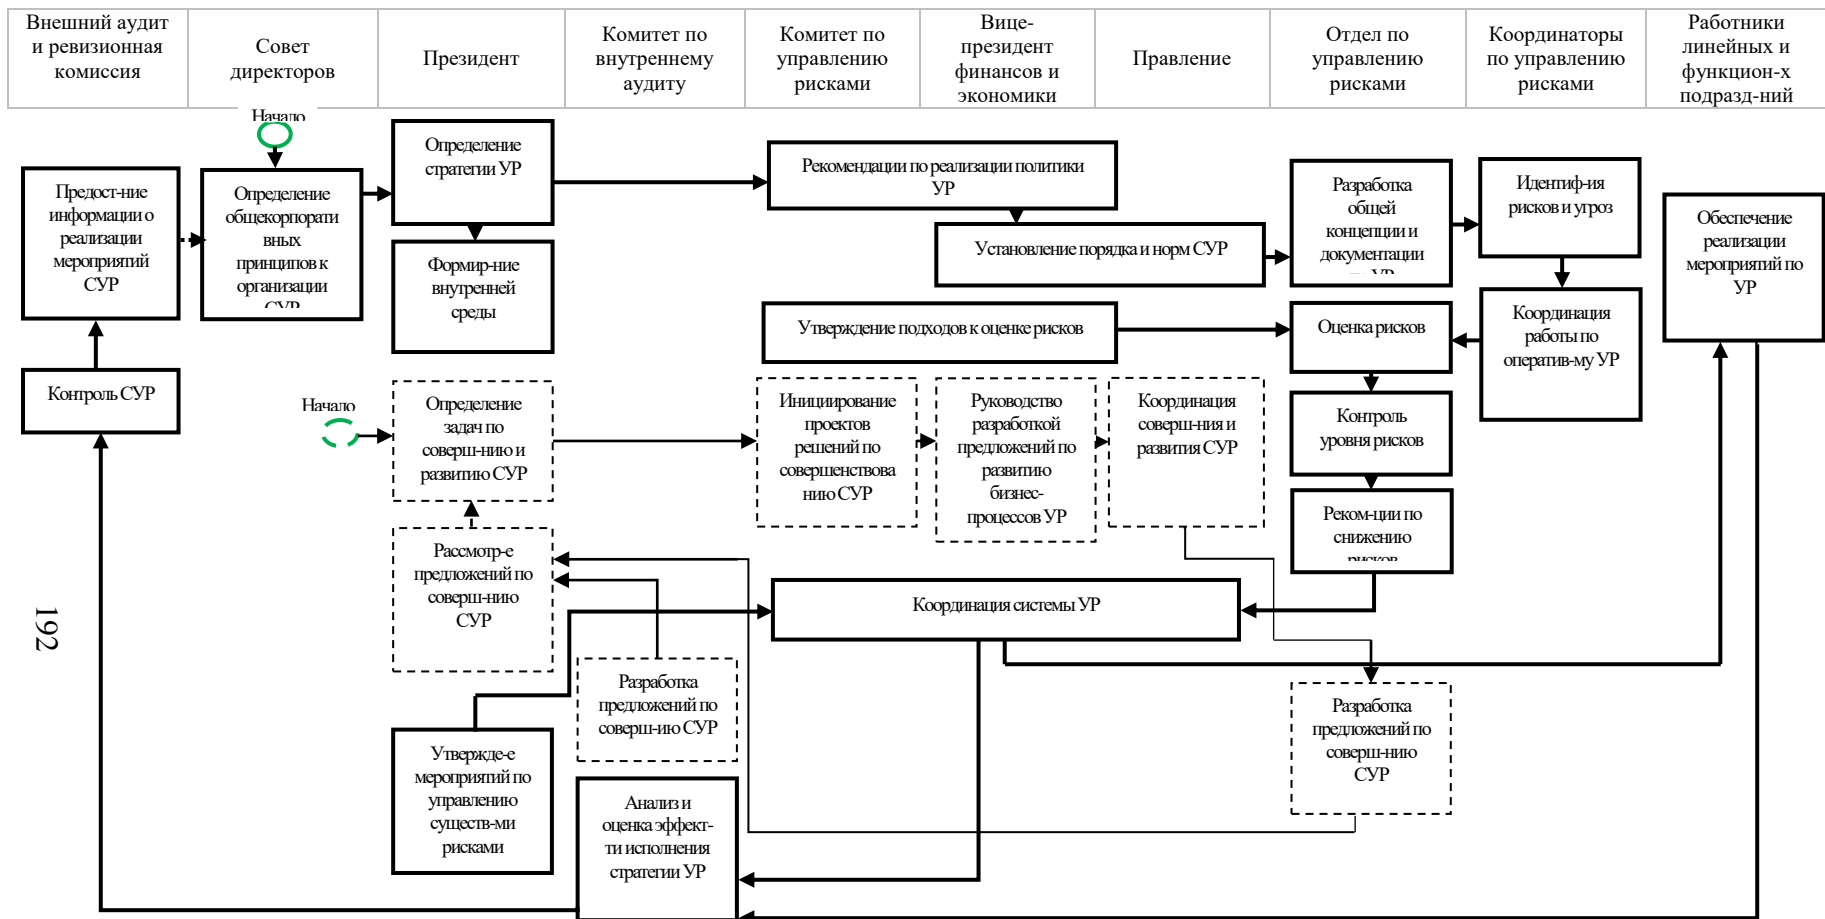 Внешний аудит
и ревизионная
комиссия
Совет
директоров
Президент
Комитет по
внутреннему
аудиту
Комитет по
управлению
рисками
Вице-
президент
финансов и
экономики
Правление
Отдел по
управлению
рисками
Координаторы
по управлению
рисками
Работники
линейных и
функцион-х
подразд-ний
Начало
Предост-ние
информации о
реализации
мероприятий
СУР
Определение
общекорпорати
вных
принципов к
организации
СУР
Определение
стратегии УР
Формир-ние
внутренней
среды
Рекомендации по реализации политики
УР
Установление порядка и норм СУР
Разработка
общей
концепции и
документации
по УР
Идентиф-ия
рисков и угроз
Обеспечение
реализации
мероприятий по
УР
Утверждение подходов к оценке рисков
Оценка рисков
Координация
работы по
оператив-му УР
Контроль СУР
Начало
Определение
задач по
соверш-нию и
развитию СУР
Инициирование
проектов
решений по
совершенствова
нию СУР
Руководство
разработкой
предложений по
развитию
бизнес-
процессов УР
Координация
соверш-ния и
развития СУР
Контроль
уровня рисков
Реком-ции по
снижению
рисков
Рассмотр-е
предложений по
соверш-нию
СУР
Координация системы УР
192
Разработка
предложений по
соверш-ию СУР
Разработка
предложений по
соверш-нию
СУР
Утвержде-е
мероприятий по
управлению
существ-ми
рисками
Анализ и
оценка эффект-
ти исполнения
стратегии УР